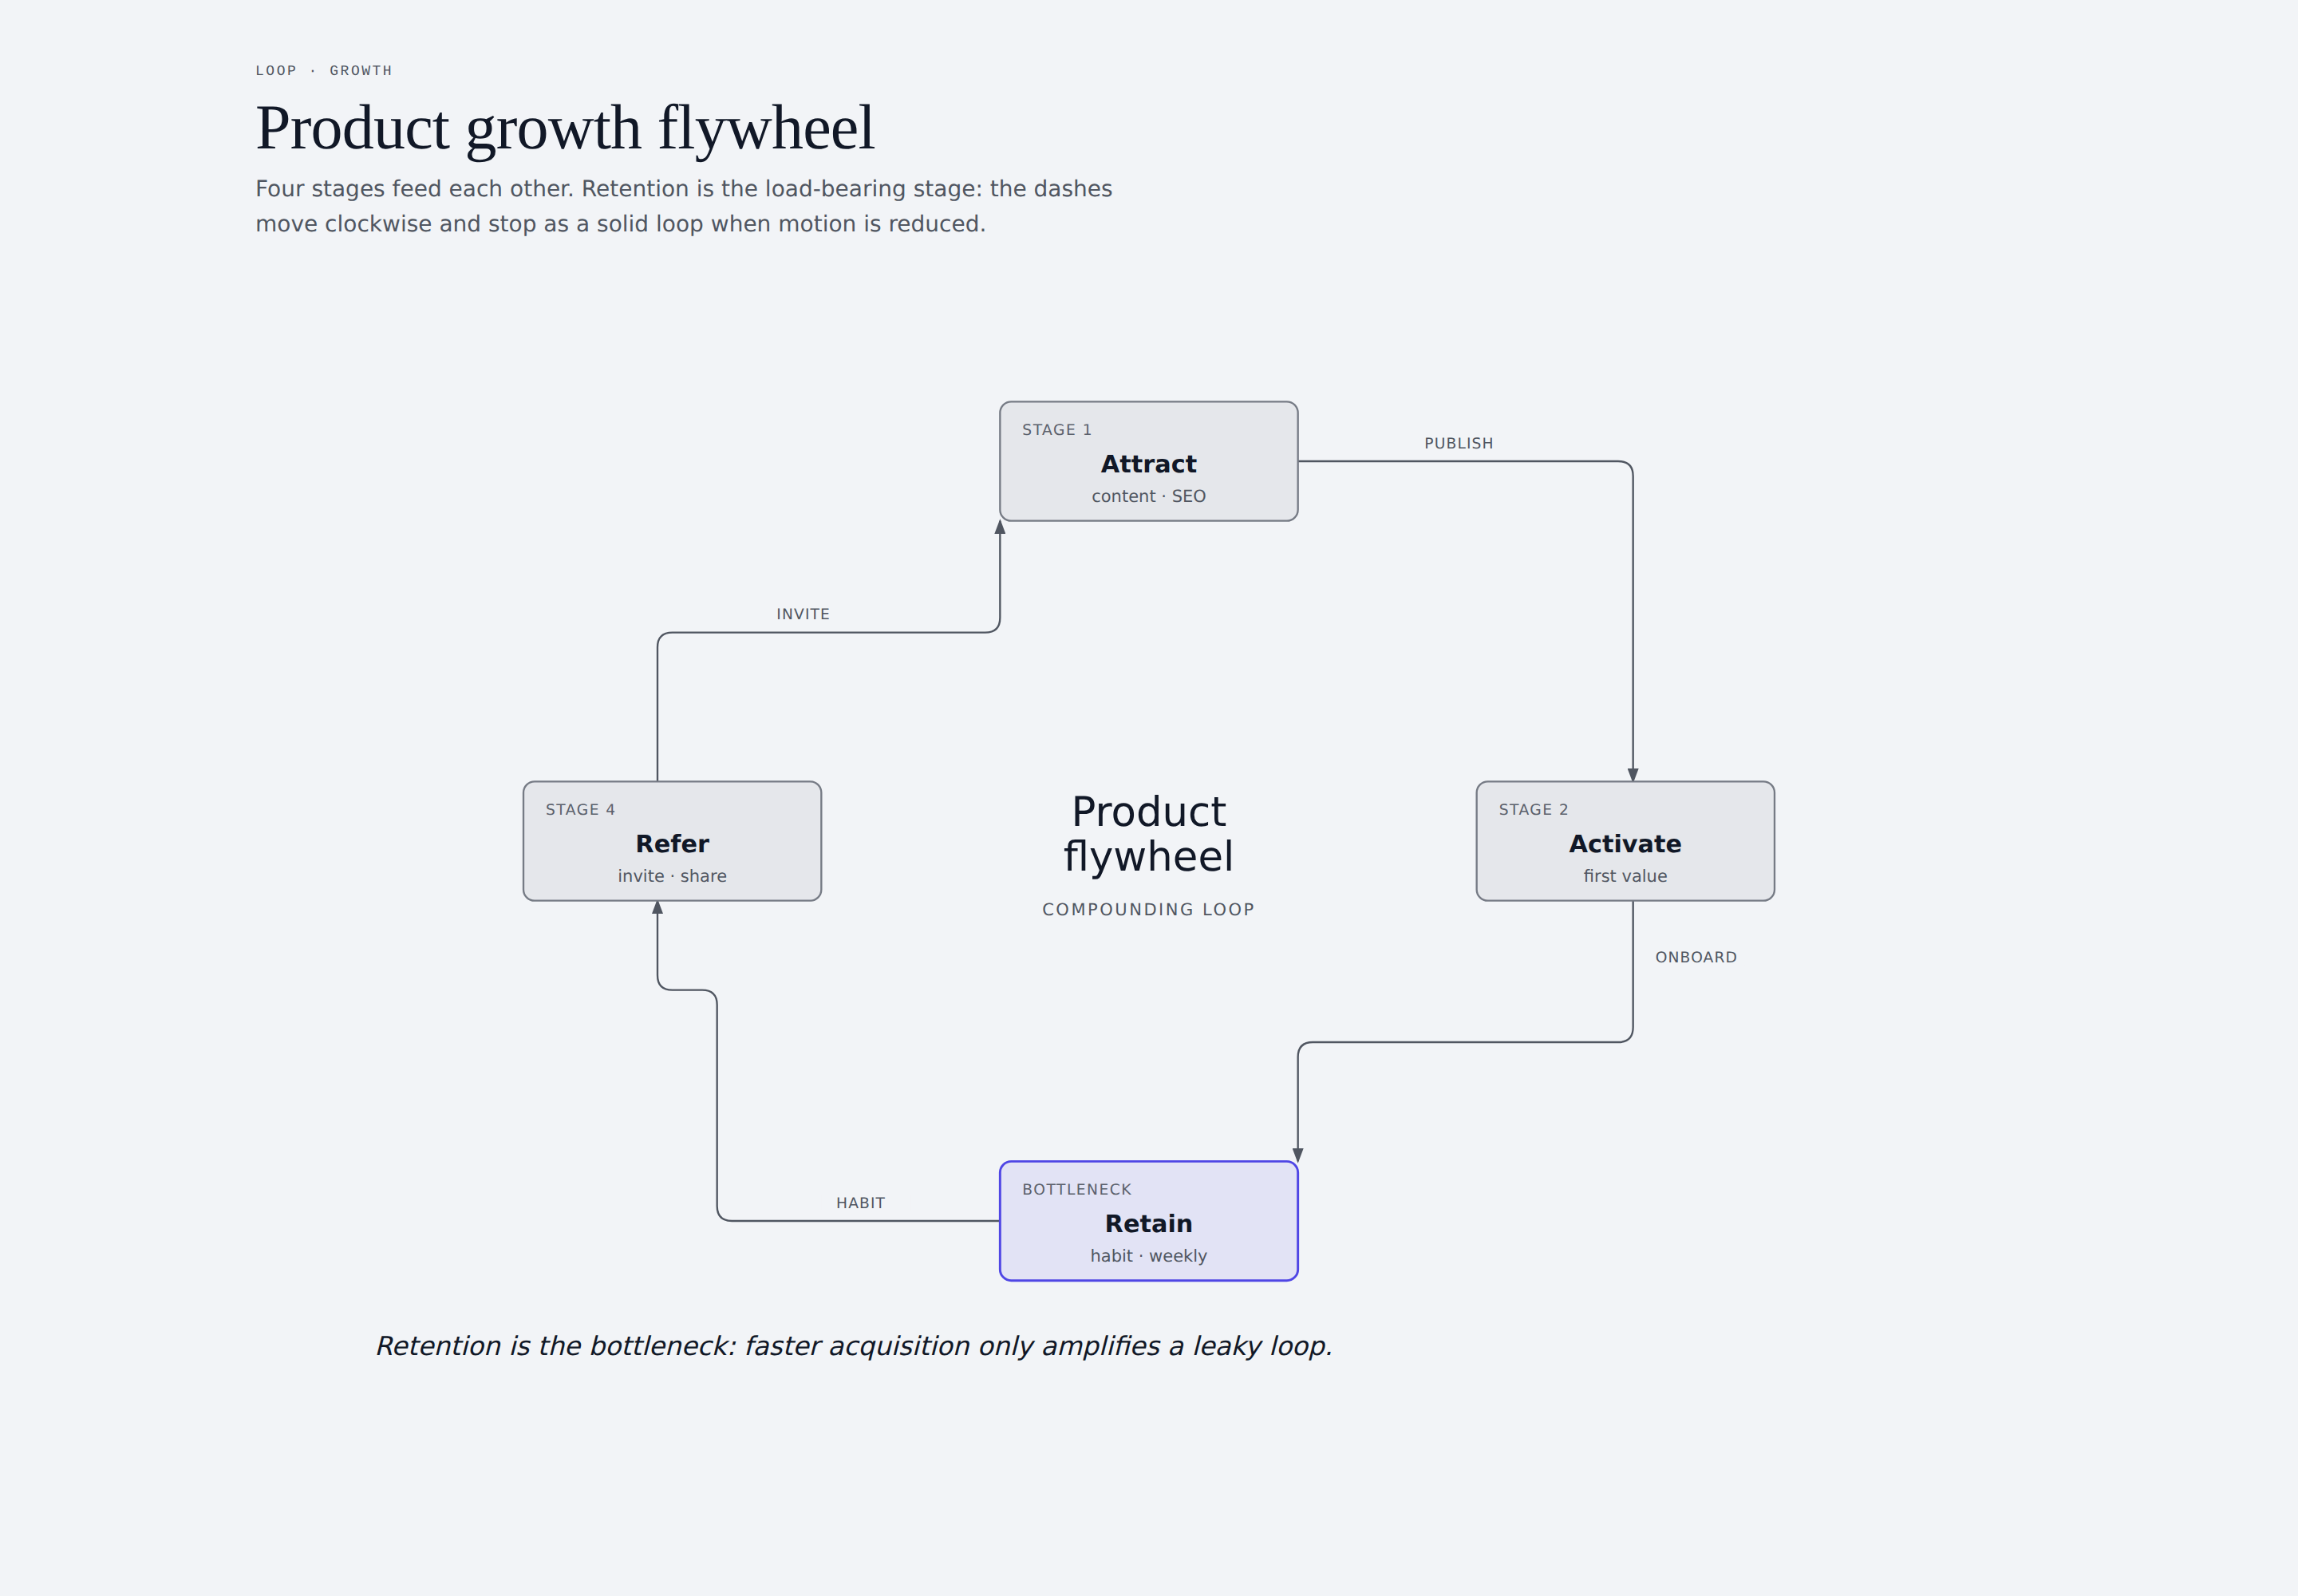 LOOP · GROWTH
Product growth flywheel
Four stages feed each other. Retention is the load-bearing stage: the dashes
move clockwise and stop as a solid loop when motion is reduced.
STAGE 1
Attract
content · SEO
PUBLISH
INVITE
STAGE 4
Refer
invite · share
Product
flywheel
COMPOUNDING LOOP
STAGE 2
Activate
first value
ONBOARD
HABIT
BOTTLENECK
Retain
habit · weekly
Retention is the bottleneck: faster acquisition only amplifies a leaky loop.